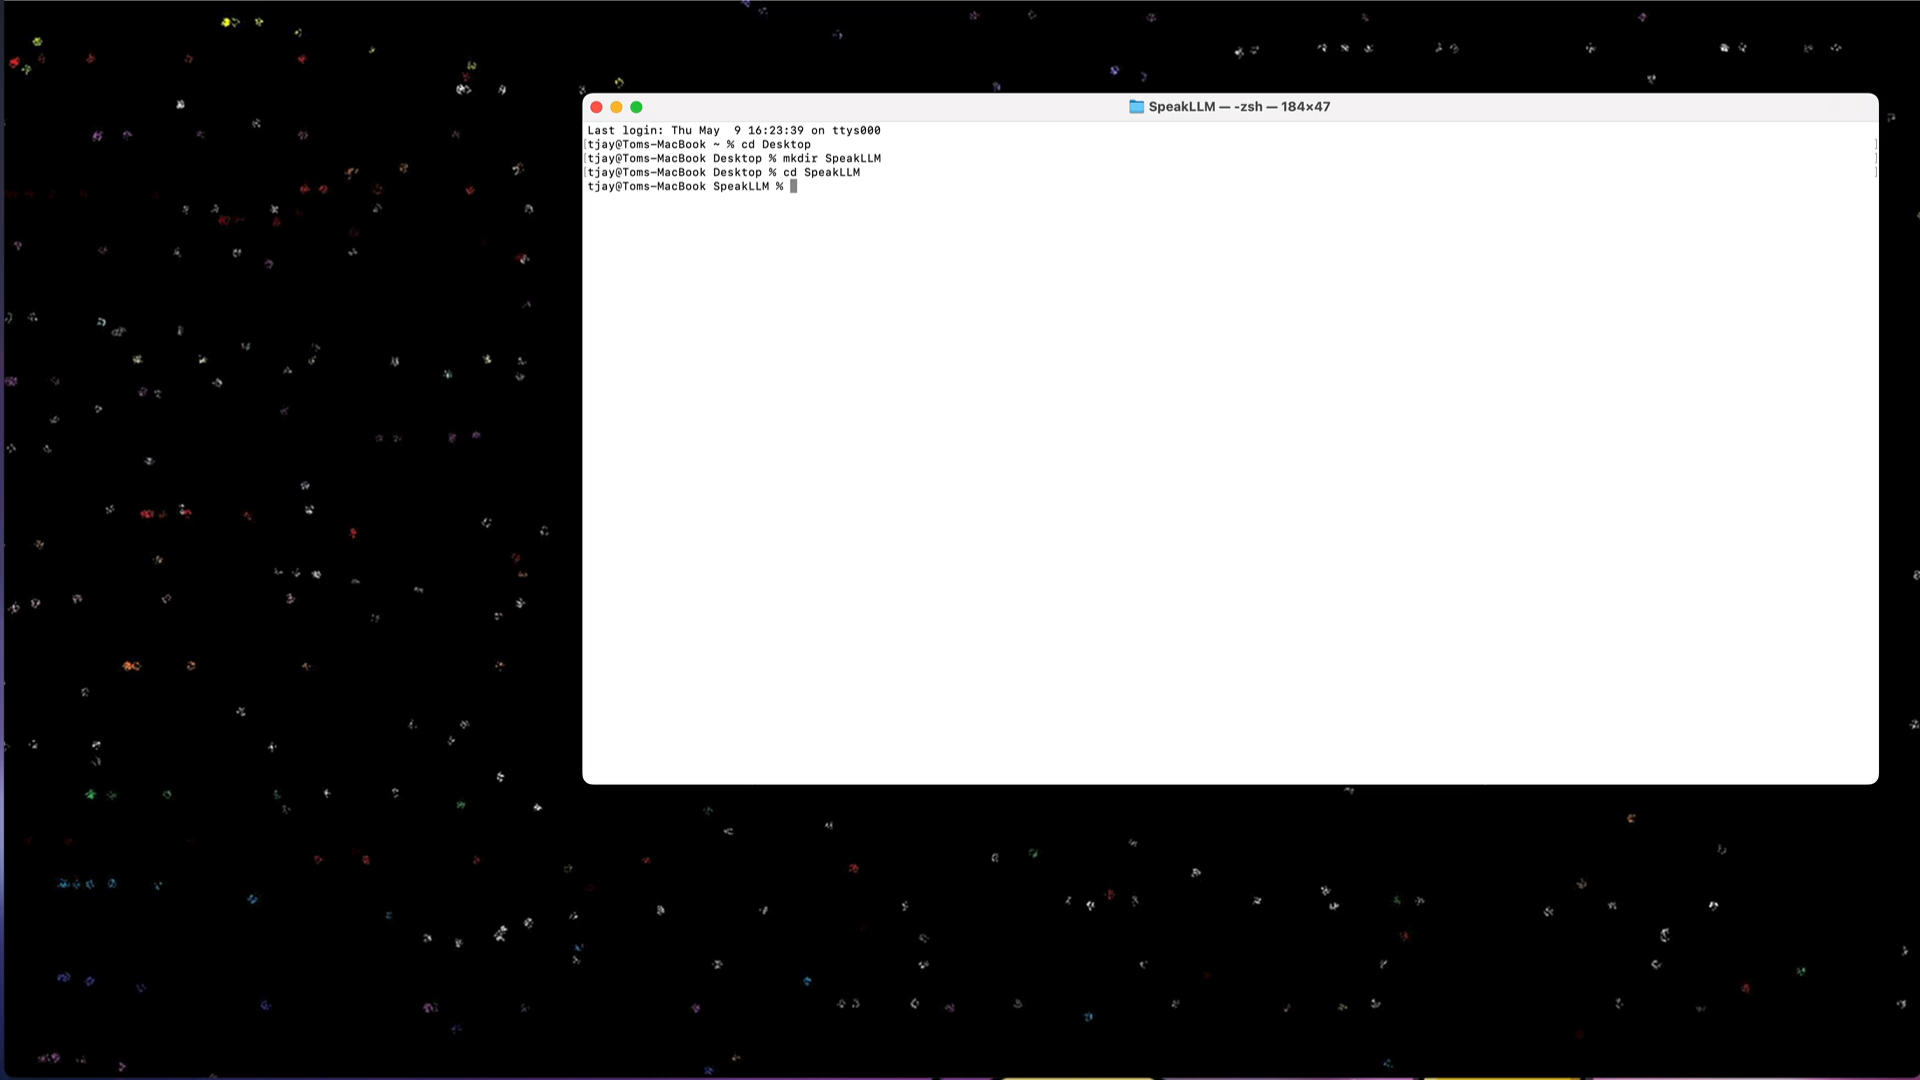 SpeakLLM — -zsh — 184×47
Last login: Thu May  9 16:23:39 on ttys000
[tjay@Toms-MacBook ~ % cd Desktop ]
[tjay@Toms-MacBook Desktop % mkdir SpeakLLM ]
[tjay@Toms-MacBook Desktop % cd SpeakLLM ]
tjay@Toms-MacBook SpeakLLM %